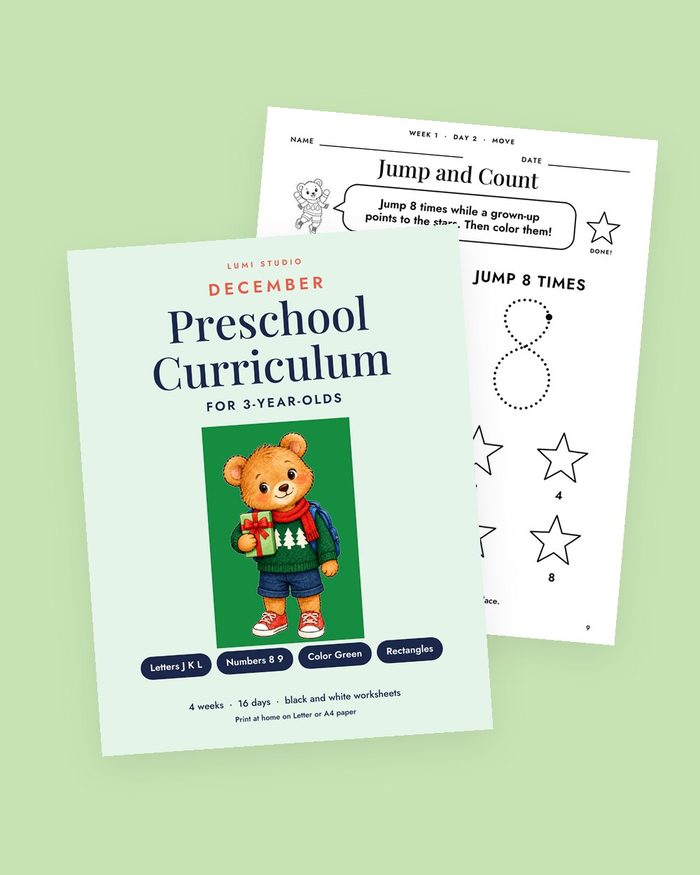 WEEK 1 · DAY 2 · MOVE
NAME
DATE
Jump and Count
Jump 8 times while a grown-up
points to the stars. Then color them!
DONE!
JUMP 8 TIMES
4
8
9
LUMI STUDIO
DECEMBER
Preschool
Curriculum
FOR 3-YEAR-OLDS
Letters J K L
Numbers 8 9
Color Green
Rectangles
4 weeks · 16 days · black and white worksheets
Print at home on Letter or A4 paper